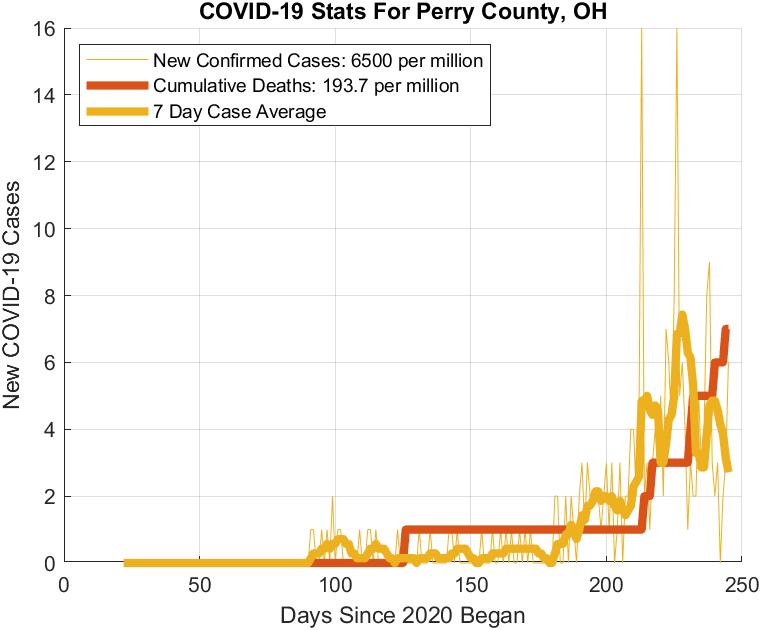 COVID-19 Stats For Perry County, OH
New Confirmed Cases: 6500 per million
Cumulative Deaths: 193.7 per million
7 Day Case Average
New COVID-19 Cases
16
14
12
10
8
6
4
2
0
0 50 100 150 200 250
Days Since 2020 Began